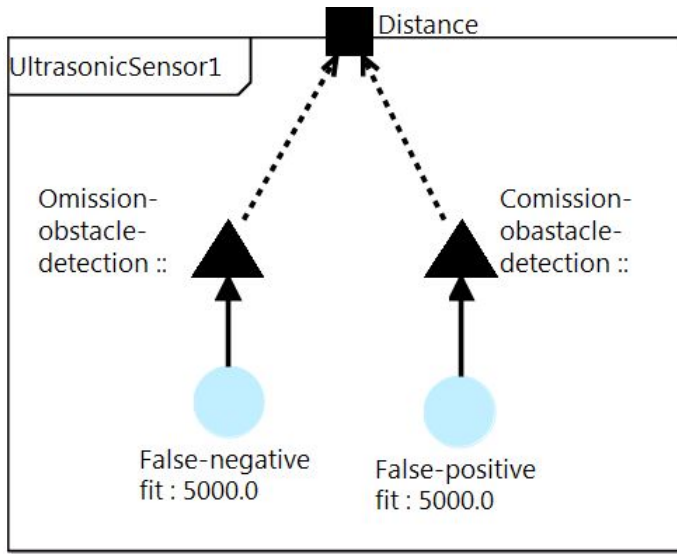 Distance
UltrasonicSensor1
Omission-
obstacle-
detection ::
Comission-
obastacle-
detection ::
False-negative
fit : 5000.0
False-positive
fit : 5000.0